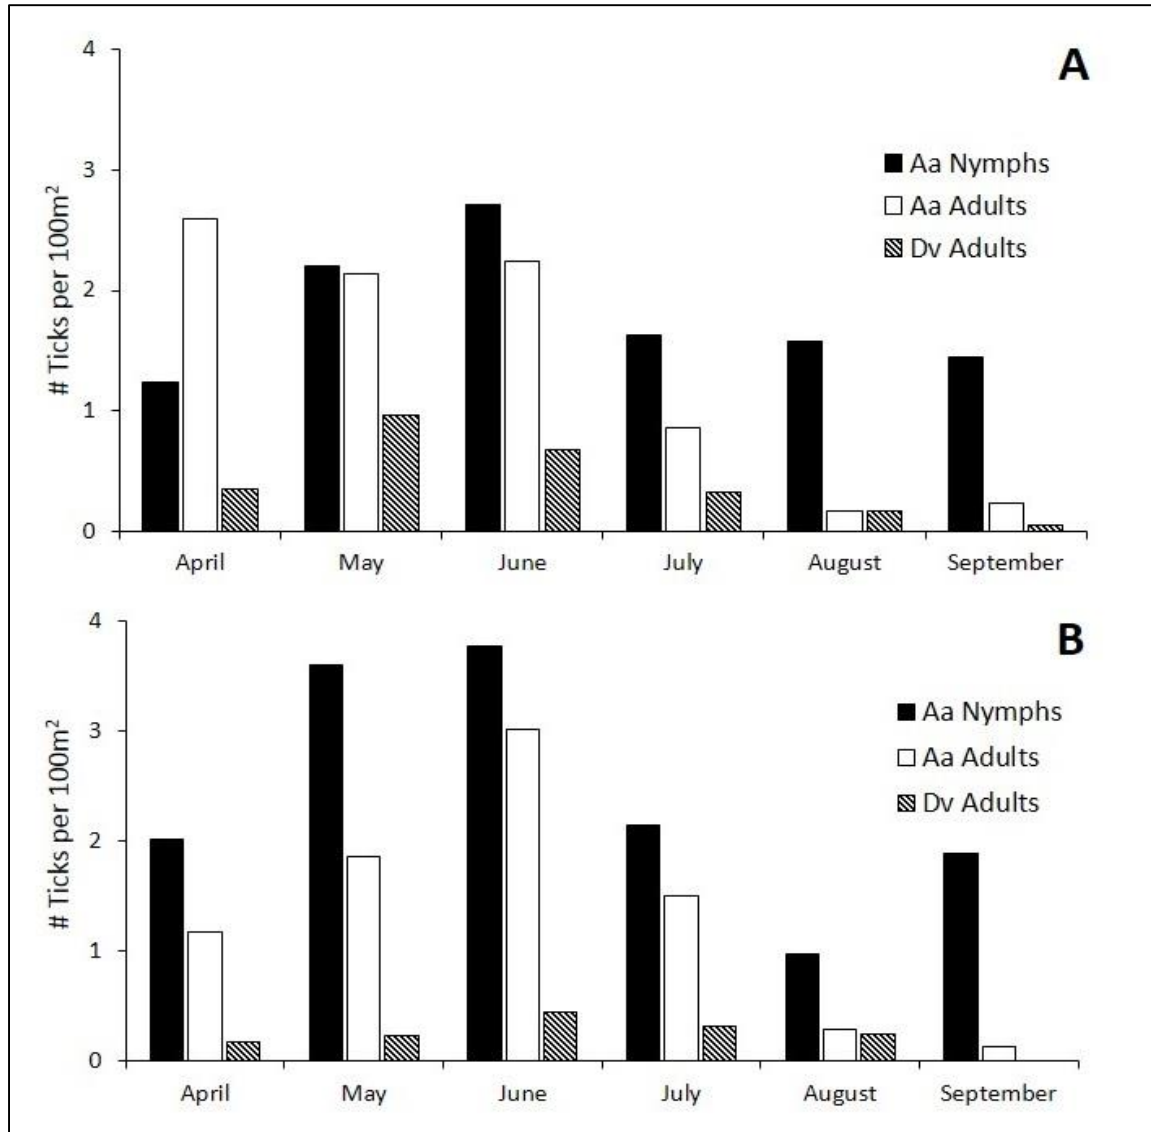 A
4
3
2
1
0
# Ticks per 100m²
Aa Nymphs
Aa Adults
Dv Adults
April May June July August September
B
4
3
2
1
0
# Ticks per 100m²
Aa Nymphs
Aa Adults
Dv Adults
April May June July August September